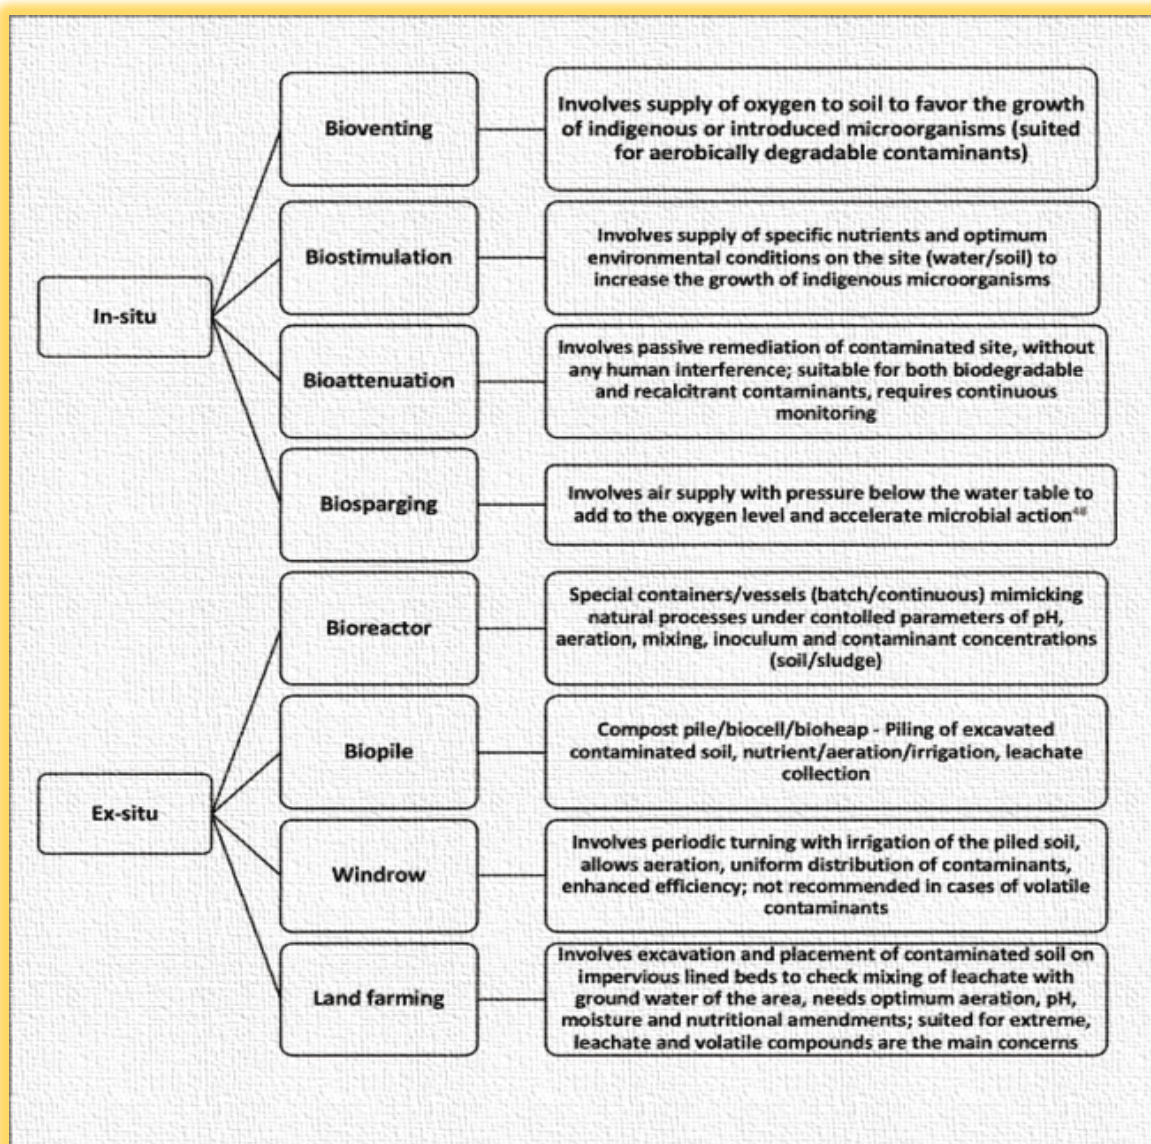 Bioventing
Involves supply of oxygen to soil to favor the growth
of indigenous or introduced microorganisms (suited
for aerobically degradable contaminants)
Biostimulation
Involves supply of specific nutrients and optimum
environmental conditions on the site (water/soil) to
increase the growth of indigenous microorganisms
In-situ
Bioattenuation
Involves passive remediation of contaminated site, without
any human interference; suitable for both biodegradable
and recalcitrant contaminants, requires continuous
monitoring
Biosparging
Involves air supply with pressure below the water table to
add to the oxygen level and accelerate microbial action
Bioreactor
Special containers/vessels (batch/continuous) mimicking
natural processes under contolled parameters of pH,
aeration, mixing, inoculum and contaminant concentrations
(soil/sludge)
Biopile
Compost pile/biocell/bioheap - Piling of excavated
contaminated soil, nutrient/aeration/irrigation, leachate
collection
Ex-situ
Windrow
Involves periodic turning with irrigation of the piled soil,
allows aeration, uniform distribution of contaminants,
enhanced efficiency; not recommended in cases of volatile
contaminants
Land farming
Involves excavation and placement of contaminated soil on
impervious lined beds to check mixing of leachate with
ground water of the area, needs optimum aeration, pH,
moisture and nutritional amendments; suited for extreme,
leachate and volatile compounds are the main concerns